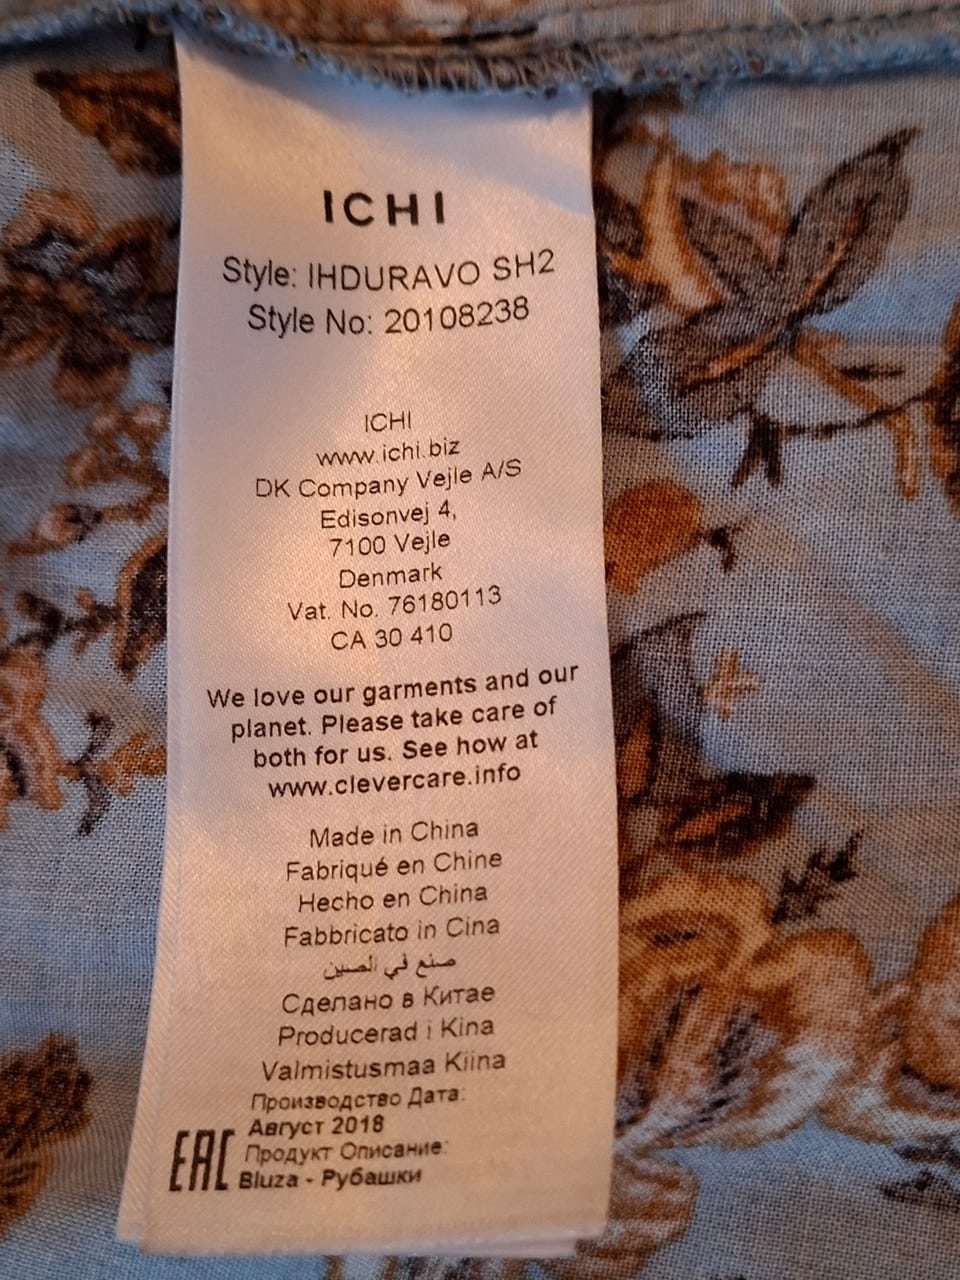 ICHI
Style: IHDURAVO SH2
Style No: 20108238
ICHI
www.ichi.biz
DK Company Vejle A/S
Edisonvej 4,
7100 Vejle
Denmark
Vat. No. 76180113
CA 30 410
We love our garments and our
planet. Please take care of
both for us. See how at
www.clevercare.info
Made in China
Fabriqué en Chine
Hecho en China
Fabbricato in Cina
صنع في الصين
Сделано в Китае
Producerad i Kina
Valmistusmaa Kiina
Производство Дата:
Август 2018
Продукт Описание:
Bluza - Рубашки
EAC